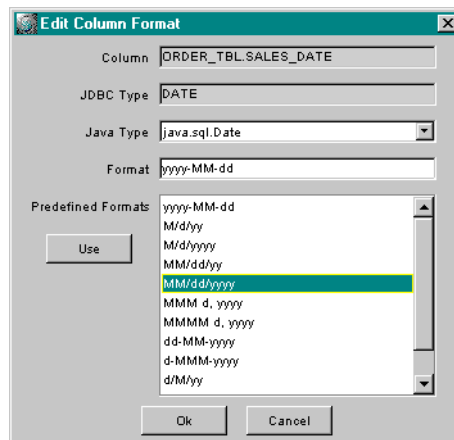 Edit Column Format
Column ORDER_TBL.SALES_DATE
JDBC Type DATE
Java Type java.sql.Date
Format yyyy-MM-dd
Predefined Formats yyyy-MM-dd
M/d/yy
Use M/d/yyyy
MM/dd/yy
MM/dd/yyyy
MMM d, yyyy
MMMM d, yyyy
dd-MM-yyyy
d-MMM-yyyy
d/M/yy
Ok Cancel